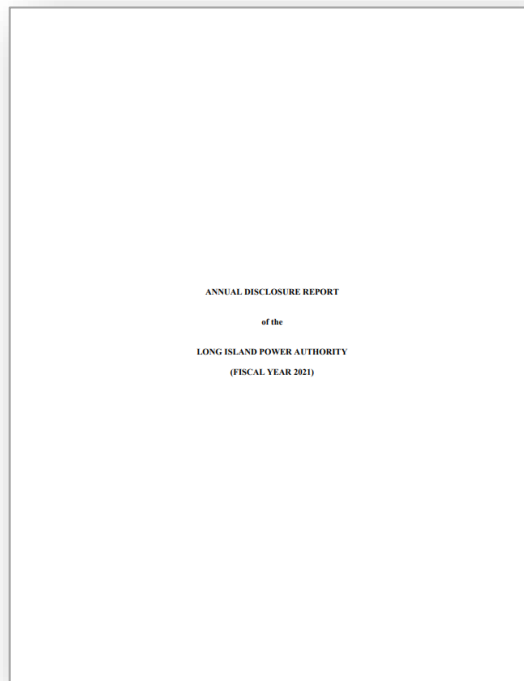 ANNUAL DISCLOSURE REPORT
of the
LONG ISLAND POWER AUTHORITY
(FISCAL YEAR 2021)